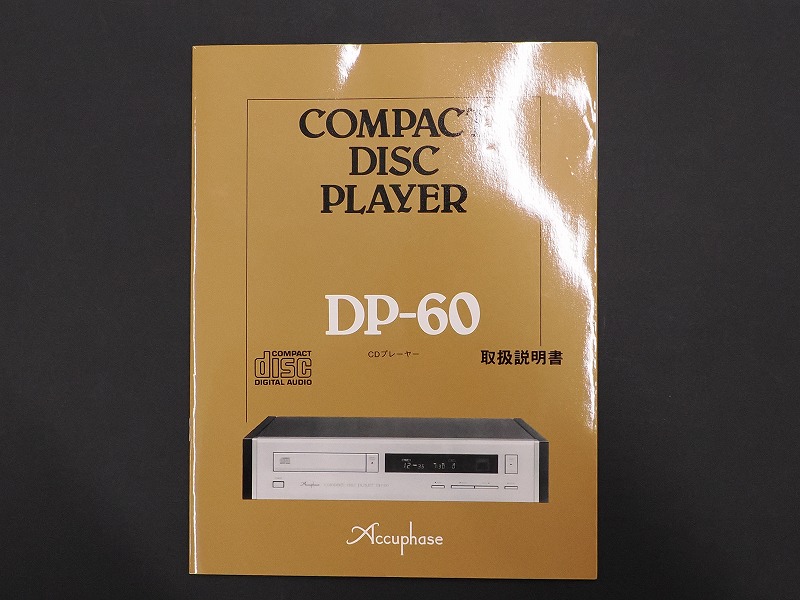 COMPACT
DISC
PLAYER
DP-60
CDプレーヤー
取扱説明書
COMPACT
disc
DIGITAL AUDIO
Accuphase
Accuphase